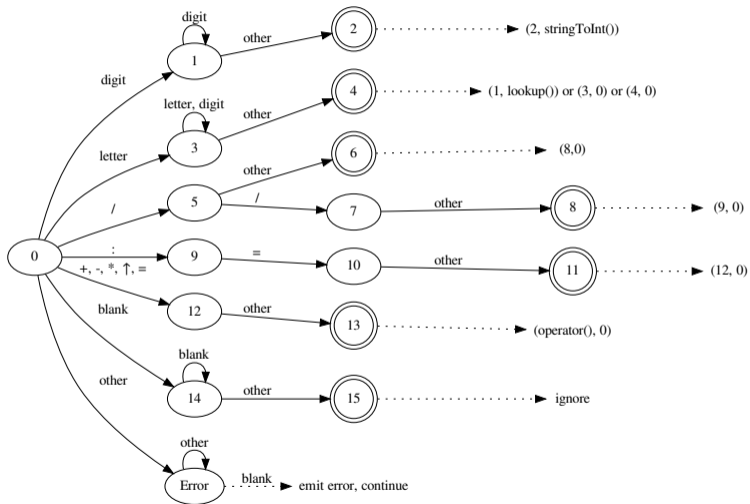 digit
1
other
2
(2, stringToInt())
digit
letter, digit
3
other
4
(1, lookup()) or (3, 0) or (4, 0)
letter
other
6
(8,0)
/
5
/
7
other
8
(9, 0)
0
:
9
=
10
other
11
(12, 0)
+, -, *, ↑, =
12
other
13
(operator(), 0)
blank
blank
14
other
15
ignore
other
other
Error
blank
emit error, continue